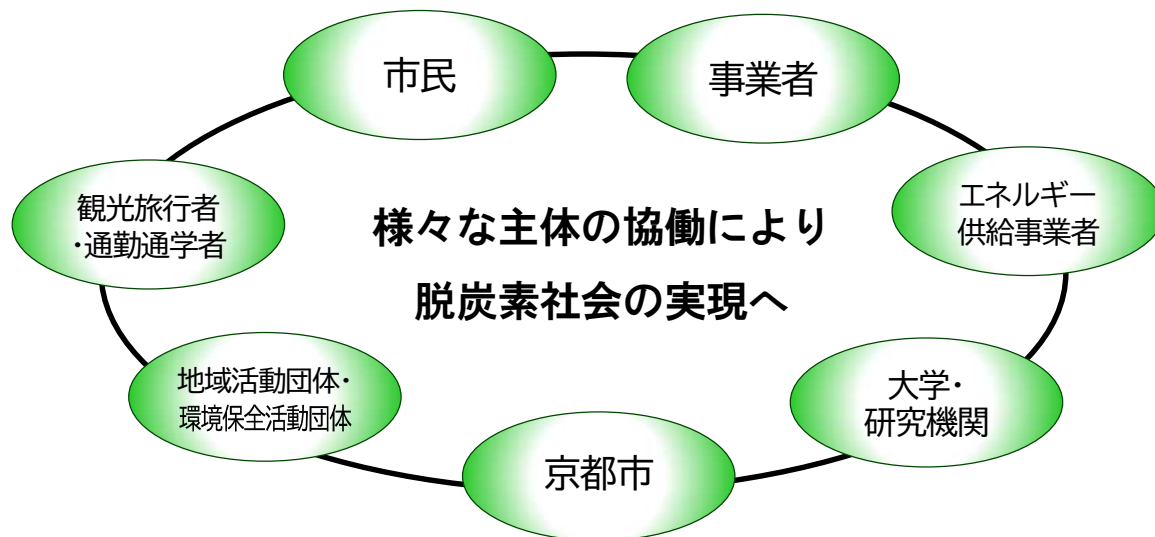 市民
事業者
観光旅行者
・通勤通学者
エネルギー
供給事業者
様々な主体の協働により
脱炭素社会の実現へ
地域活動団体・
環境保全活動団体
大学・
研究機関
京都市